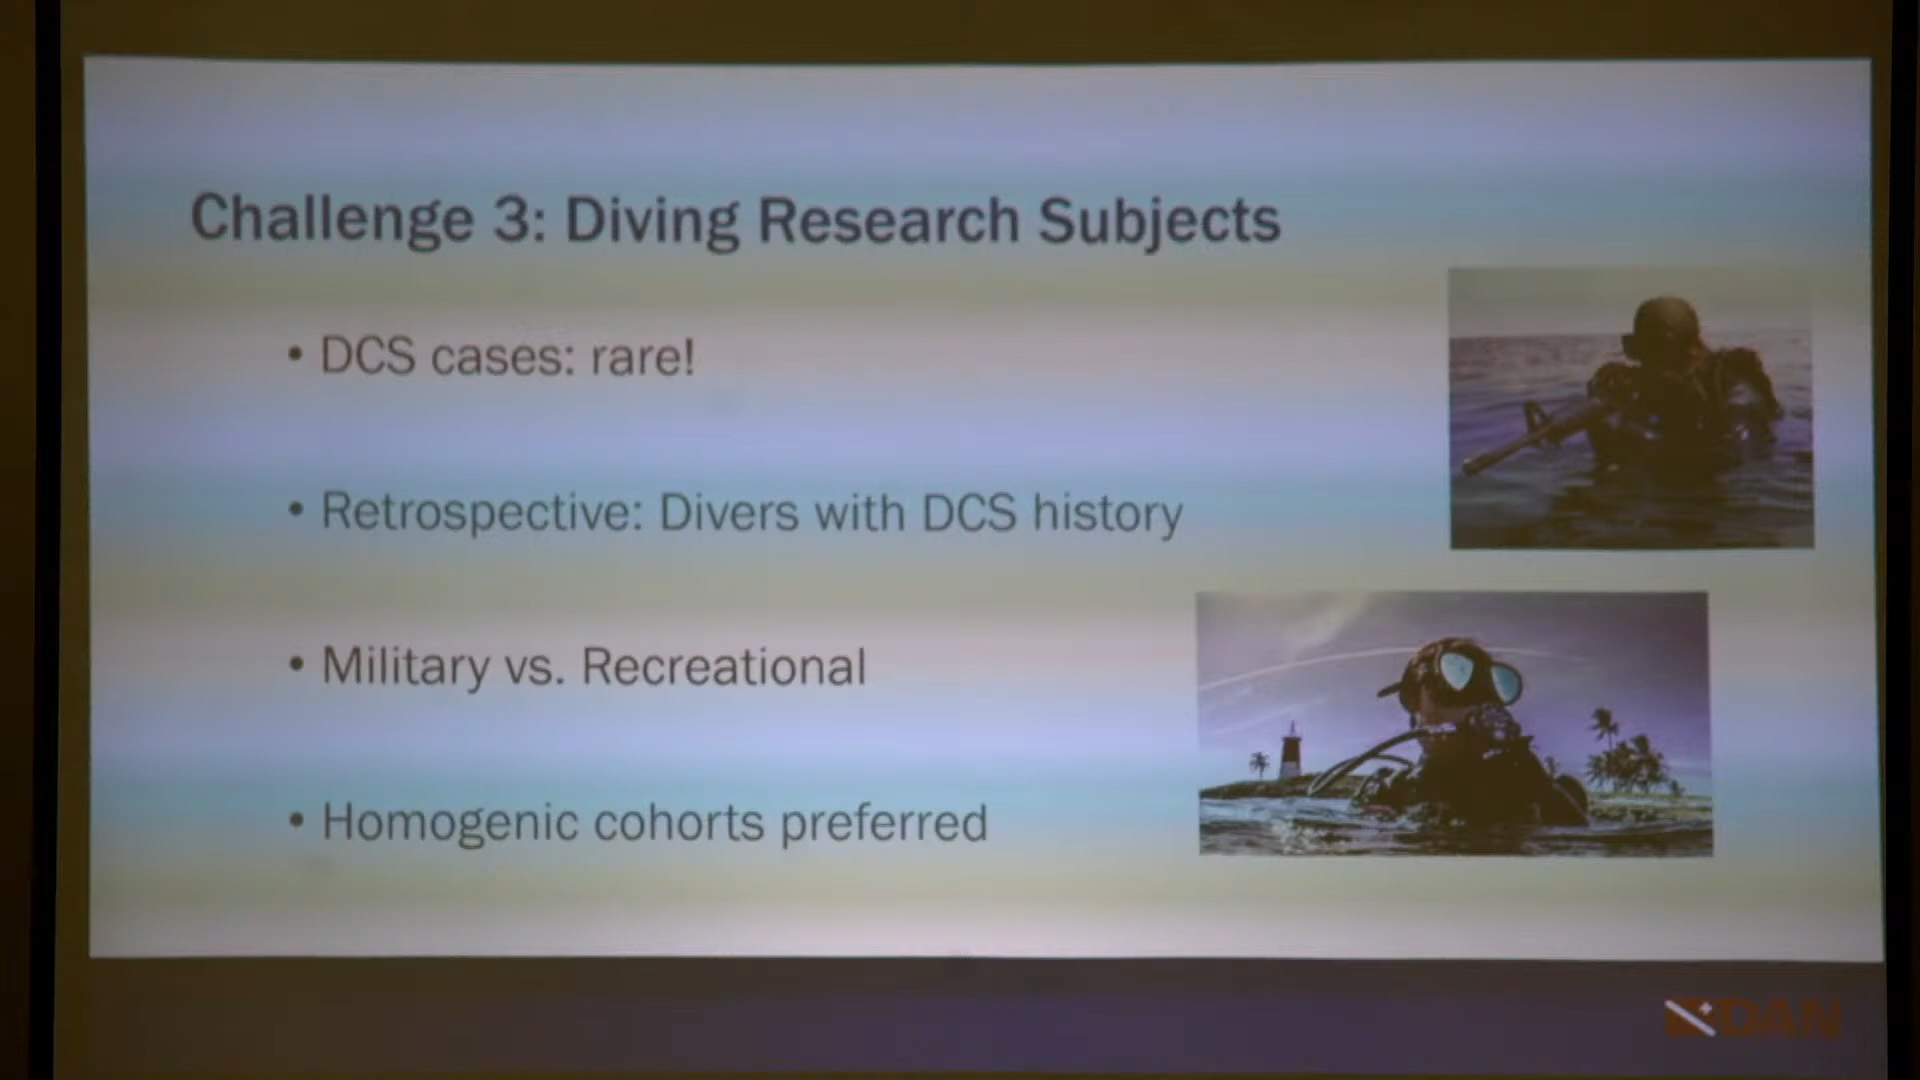 Challenge 3: Diving Research Subjects
• DCS cases: rare!
• Retrospective: Divers with DCS history
• Military vs. Recreational
• Homogenic cohorts preferred
DAN